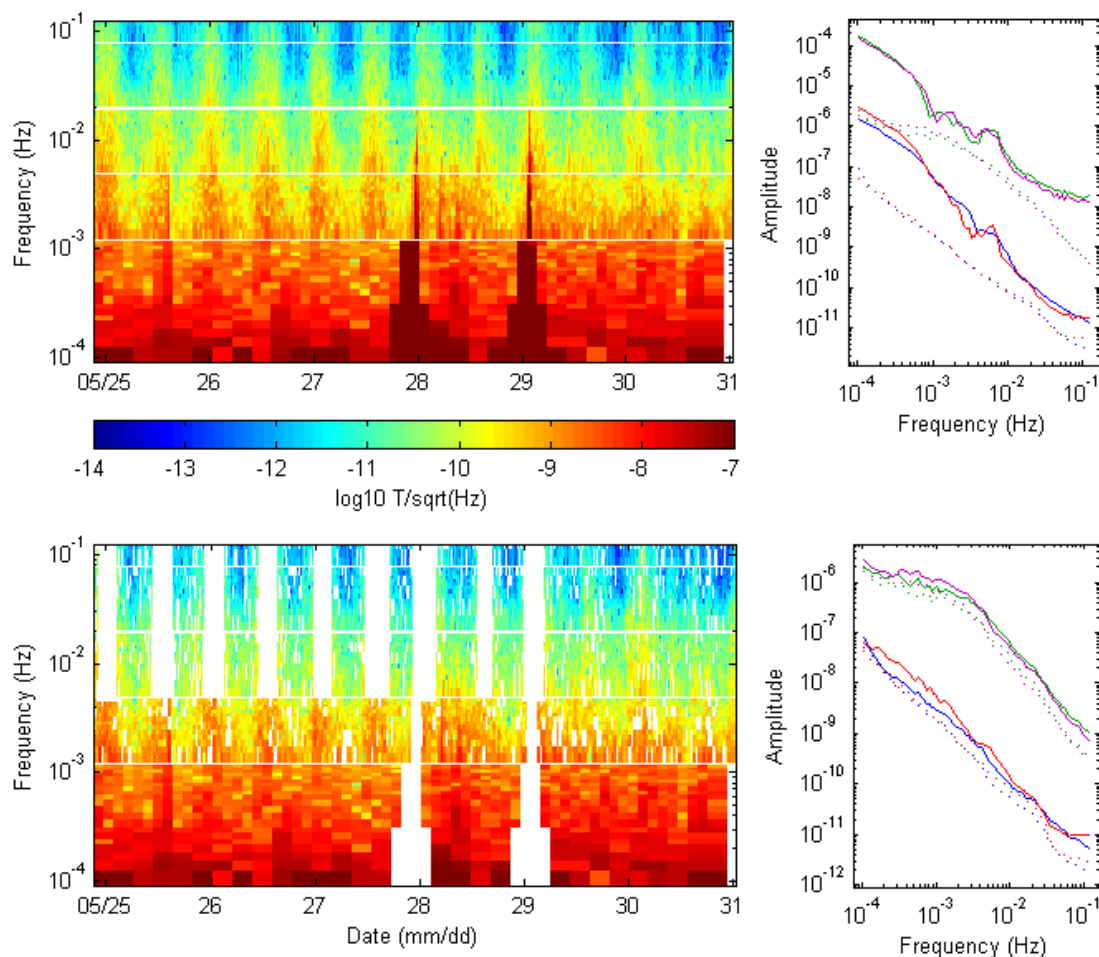 10^-1
10^-2
10^-3
10^-4
Frequency (Hz)
05/25 26 27 28 29 30 31
10^-4
10^-5
10^-6
10^-7
10^-8
10^-9
10^-10
10^-11
Amplitude
10^-4 10^-3 10^-2 10^-1
Frequency (Hz)
-14 -13 -12 -11 -10 -9 -8 -7
log10 T/sqrt(Hz)
10^-1
10^-2
10^-3
10^-4
Frequency (Hz)
05/25 26 27 28 29 30 31
Date (mm/dd)
10^-6
10^-7
10^-8
10^-9
10^-10
10^-11
10^-12
Amplitude
10^-4 10^-3 10^-2 10^-1
Frequency (Hz)